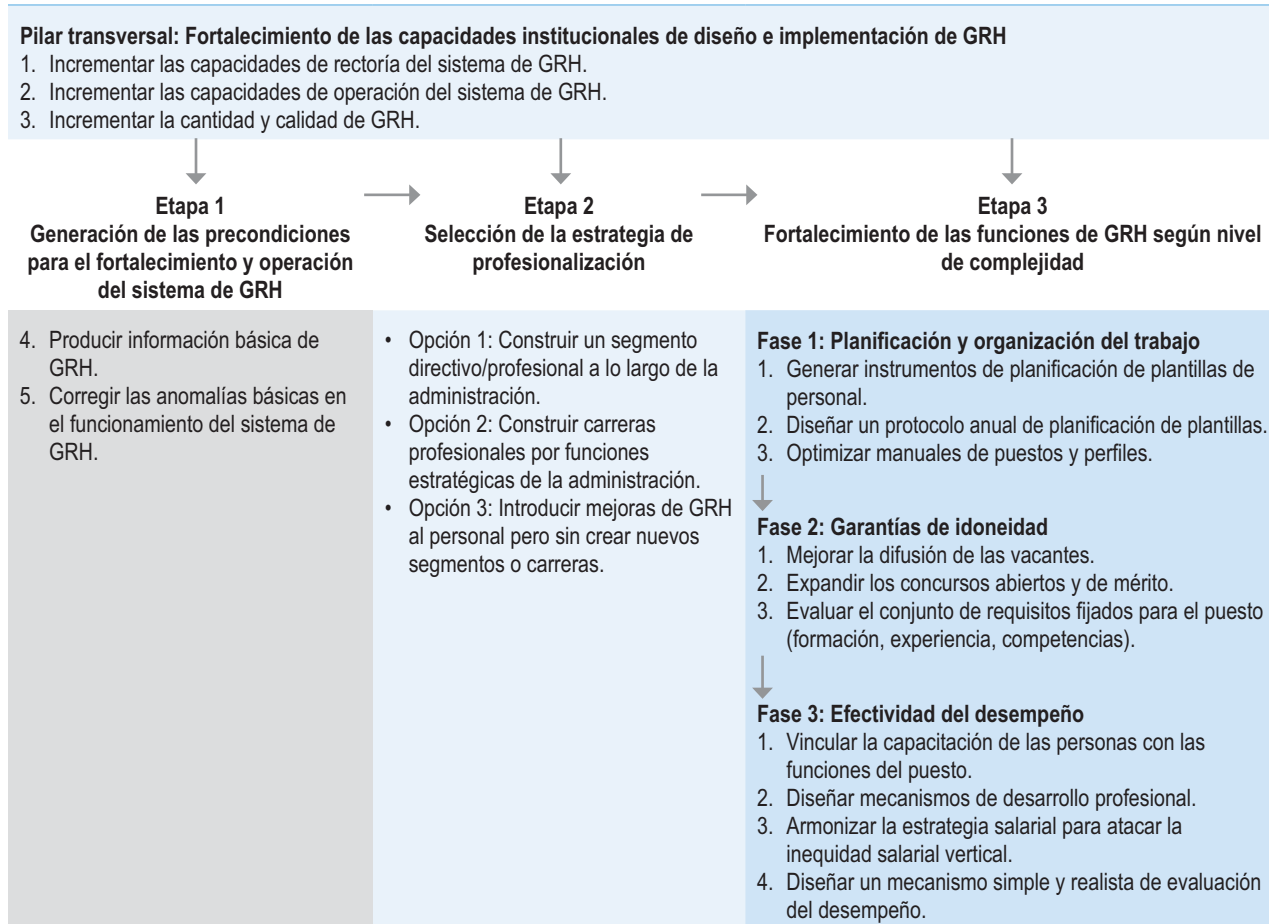 Pilar transversal: Fortalecimiento de las capacidades institucionales de diseño e implementación de GRH
1. Incrementar las capacidades de rectoría del sistema de GRH.
2. Incrementar las capacidades de operación del sistema de GRH.
3. Incrementar la cantidad y calidad de GRH.
Etapa 1
Generación de las precondiciones
para el fortalecimiento y operación
del sistema de GRH
4. Producir información básica de
GRH.
5. Corregir las anomalías básicas en
el funcionamiento del sistema de
GRH.
Etapa 2
Selección de la estrategia de
profesionalización
• Opción 1: Construir un segmento
directivo/profesional a lo largo de la
administración.
• Opción 2: Construir carreras
profesionales por funciones
estratégicas de la administración.
• Opción 3: Introducir mejoras de GRH
al personal pero sin crear nuevos
segmentos o carreras.
Etapa 3
Fortalecimiento de las funciones de GRH según nivel
de complejidad
Fase 1: Planificación y organización del trabajo
1. Generar instrumentos de planificación de plantillas de
personal.
2. Diseñar un protocolo anual de planificación de plantillas.
3. Optimizar manuales de puestos y perfiles.
Fase 2: Garantías de idoneidad
1. Mejorar la difusión de las vacantes.
2. Expandir los concursos abiertos y de mérito.
3. Evaluar el conjunto de requisitos fijados para el puesto
(formación, experiencia, competencias).
Fase 3: Efectividad del desempeño
1. Vincular la capacitación de las personas con las
funciones del puesto.
2. Diseñar mecanismos de desarrollo profesional.
3. Armonizar la estrategia salarial para atacar la
inequidad salarial vertical.
4. Diseñar un mecanismo simple y realista de evaluación
del desempeño.